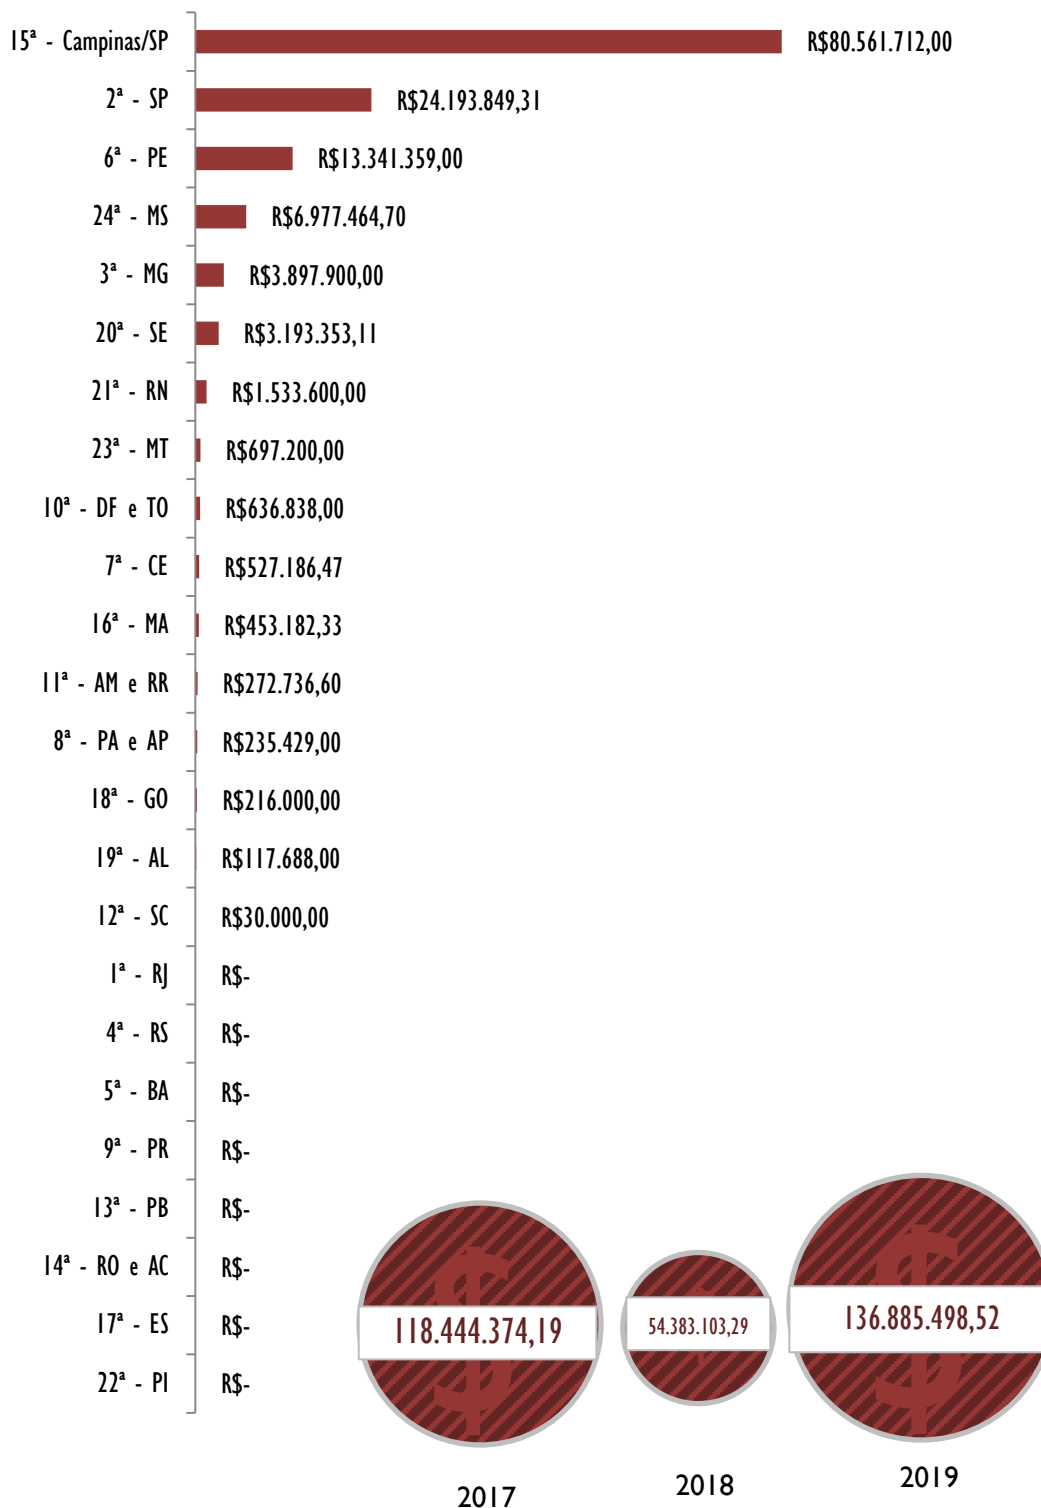 15ª - Campinas/SP R$80.561.712,00
2ª - SP R$24.193.849,31
6ª - PE R$13.341.359,00
24ª - MS R$6.977.464,70
3ª - MG R$3.897.900,00
20ª - SE R$3.193.353,11
21ª - RN R$1.533.600,00
23ª - MT R$697.200,00
10ª - DF e TO R$636.838,00
7ª - CE R$527.186,47
16ª - MA R$453.182,33
11ª - AM e RR R$272.736,60
8ª - PA e AP R$235.429,00
18ª - GO R$216.000,00
19ª - AL R$117.688,00
12ª - SC R$30.000,00
1ª - RJ R$-
4ª - RS R$-
5ª - BA R$-
9ª - PR R$-
13ª - PB R$-
14ª - RO e AC R$-
17ª - ES R$-
22ª - PI R$-
118.444.374,19 54.383.103,29 136.885.498,52
2017 2018 2019